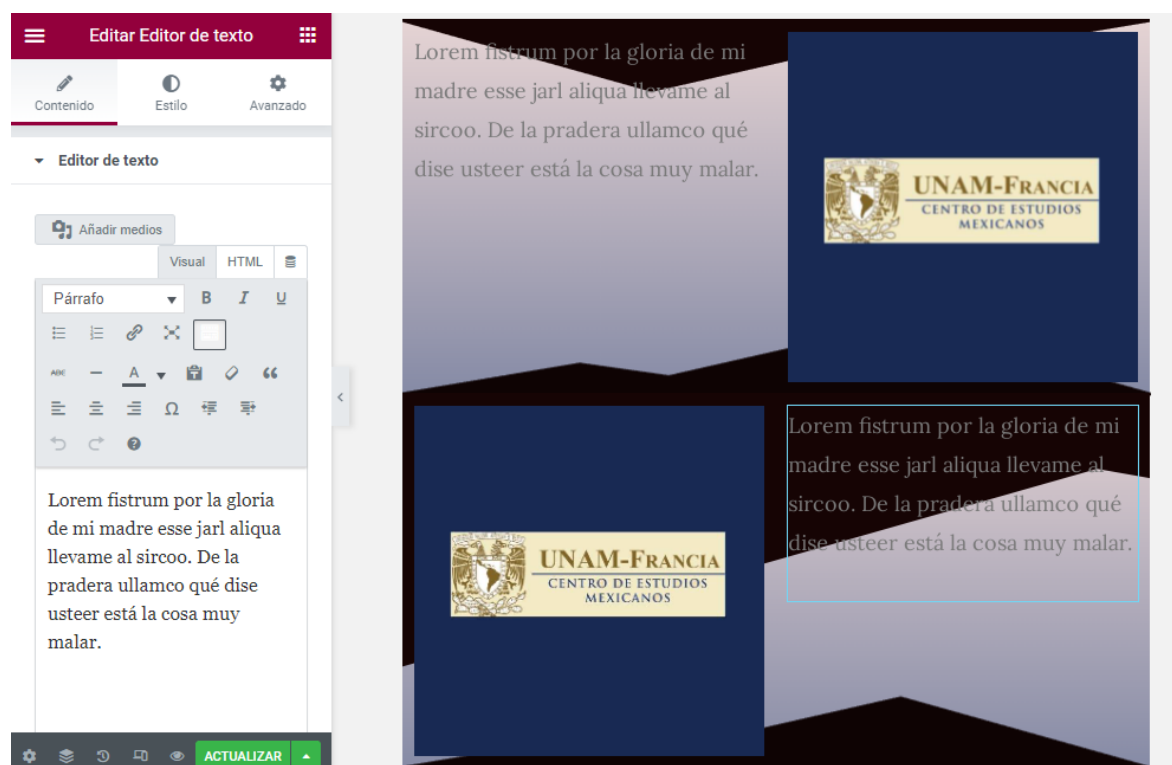 Editar Editor de texto
Contenido
Estilo
Avanzado
Editor de texto
Añadir medios
Visual
HTML
Párrafo
B
I
U
ABC
A
Ω
Lorem fistrum por la gloria
de mi madre esse jarl aliqua
llevame al sircoo. De la
pradera ullamco qué dise
usteer está la cosa muy
malar.
ACTUALIZAR
Lorem fistrum por la gloria de mi
madre esse jarl aliqua llevame al
sircoo. De la pradera ullamco qué
dise usteer está la cosa muy malar.
UNAM-FRANCIA
CENTRO DE ESTUDIOS
MEXICANOS
UNAM-FRANCIA
CENTRO DE ESTUDIOS
MEXICANOS
Lorem fistrum por la gloria de mi
madre esse jarl aliqua llevame al
sircoo. De la pradera ullamco qué
dise usteer está la cosa muy malar.